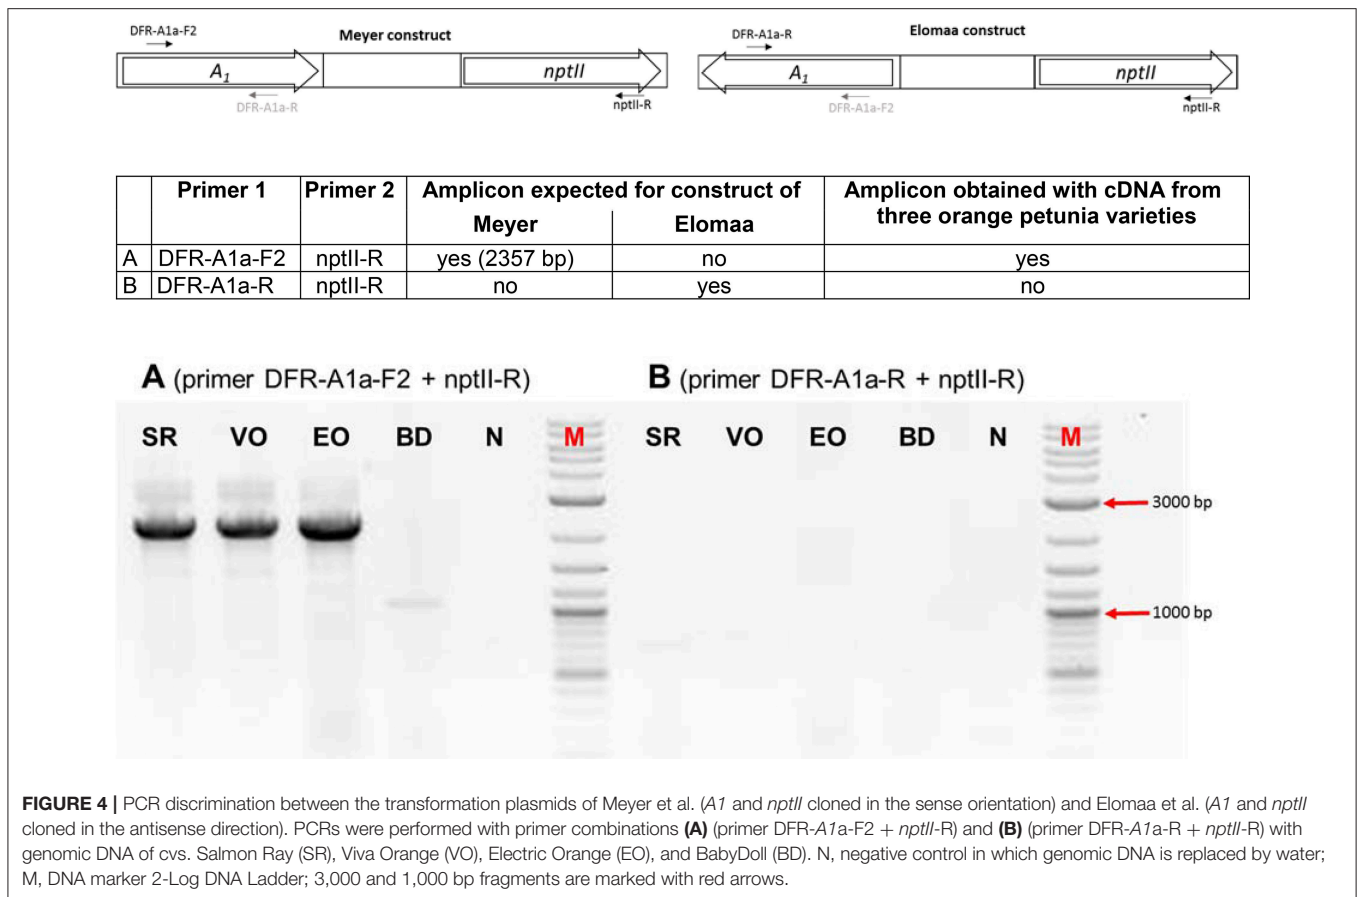 DFR-A1a-F2
Meyer construct
A1
nptII
DFR-A1a-R
nptII-R
Elomaa construct
DFR-A1a-R
A1
nptII
DFR-A1a-F2
nptII-R
Primer 1 Primer 2 Amplicon expected for construct of Amplicon obtained with cDNA from
Meyer Elomaa three orange petunia varieties
A DFR-A1a-F2 nptII-R yes (2357 bp) no yes
B DFR-A1a-R nptII-R no yes no
A (primer DFR-A1a-F2 + nptII-R)
B (primer DFR-A1a-R + nptII-R)
SR VO EO BD N M SR VO EO BD N M
3000 bp
1000 bp
FIGURE 4 | PCR discrimination between the transformation plasmids of Meyer et al. (A1 and nptII cloned in the sense orientation) and Elomaa et al. (A1 and nptII
cloned in the antisense direction). PCRs were performed with primer combinations (A) (primer DFR-A1a-F2 + nptII-R) and (B) (primer DFR-A1a-R + nptII-R) with
genomic DNA of cvs. Salmon Ray (SR), Viva Orange (VO), Electric Orange (EO), and BabyDoll (BD). N, negative control in which genomic DNA is replaced by water;
M, DNA marker 2-Log DNA Ladder; 3,000 and 1,000 bp fragments are marked with red arrows.